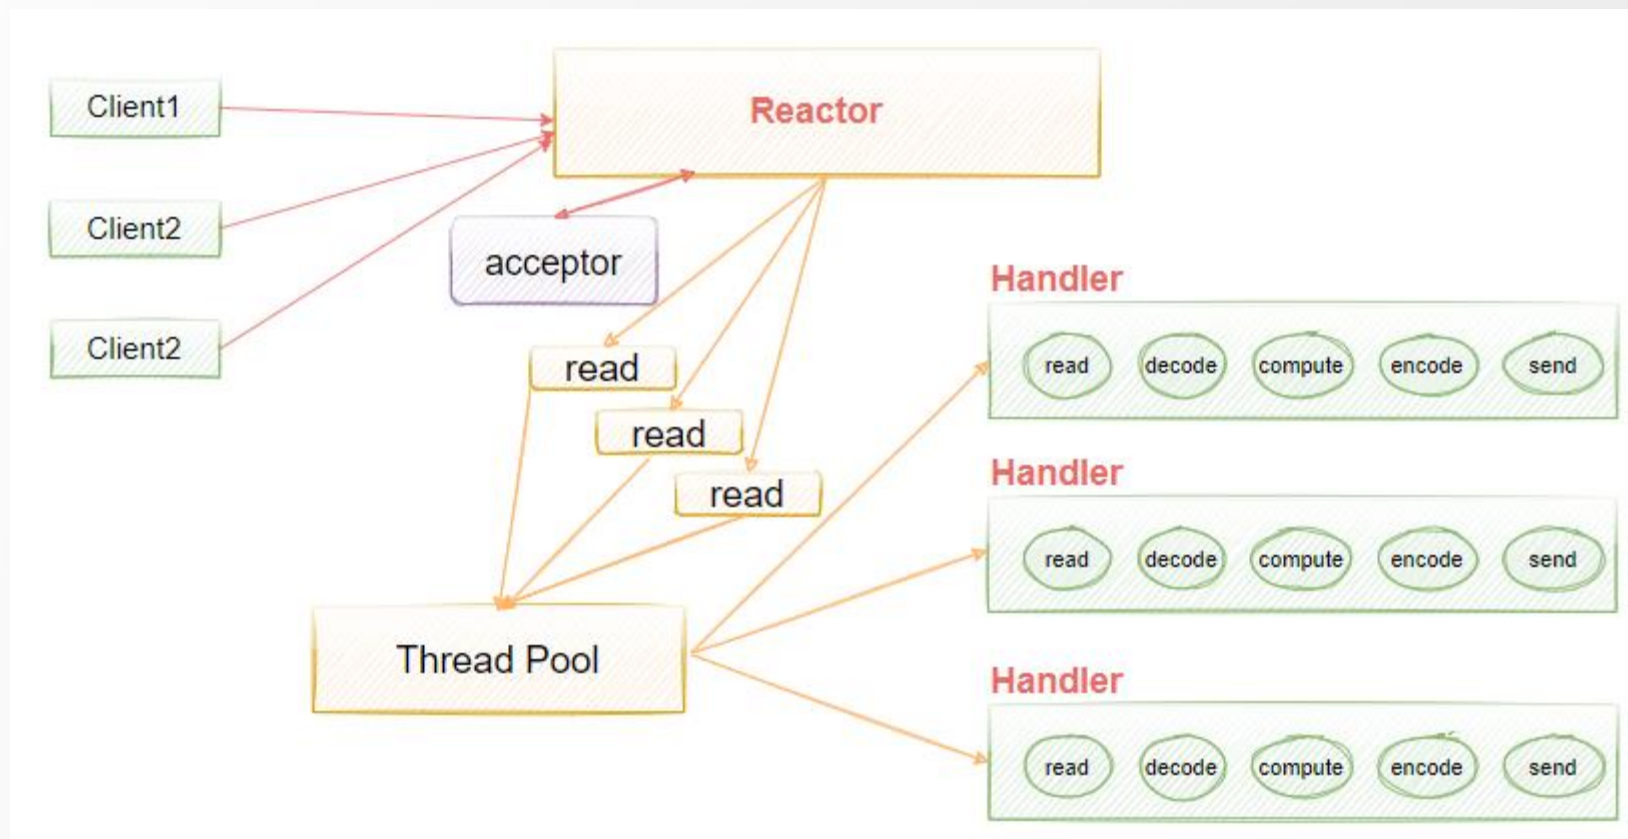 Client1
Reactor
Client2
acceptor
Client2
read
read
read
Thread Pool
Handler
read decode compute encode send
Handler
read decode compute encode send
Handler
read decode compute encode send